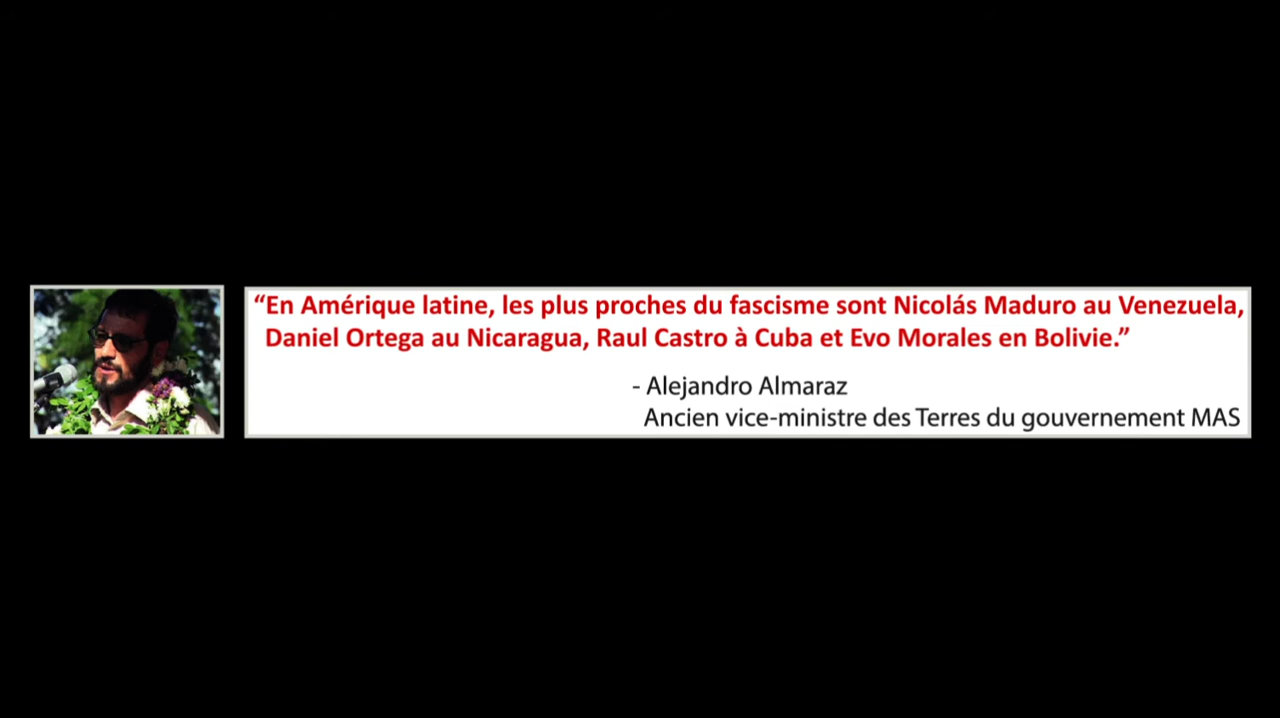 “En Amérique latine, les plus proches du fascisme sont Nicolás Maduro au Venezuela,
Daniel Ortega au Nicaragua, Raul Castro à Cuba et Evo Morales en Bolivie.”
- Alejandro Almaraz
Ancien vice-ministre des Terres du gouvernement MAS